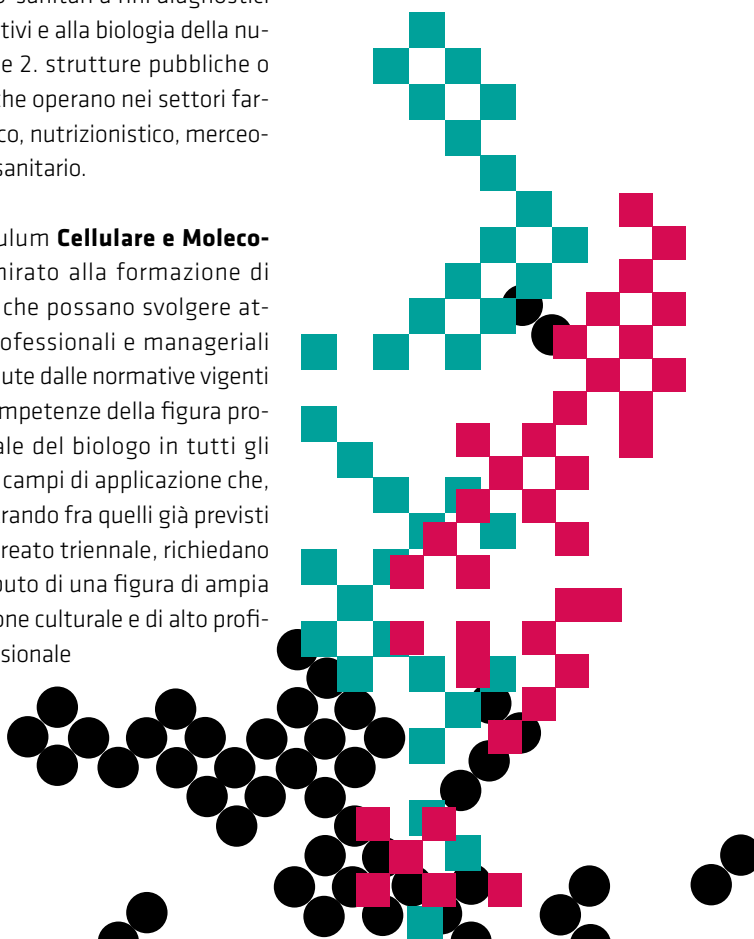 sanitari a fini diagnostici
tivi e alla biologia della nu-
e 2. strutture pubbliche o
che operano nei settori far-
co, nutrizionistico, merceo-
sanitario.
ulum Cellulare e Moleco-
mirato alla formazione di
che possano svolgere at-
ofessionali e manageriali
ute dalle normative vigenti
ompetenze della figura pro-
ale del biologo in tutti gli
campi di applicazione che,
rando fra quelli già previsti
reato triennale, richiedano
buto di una figura di ampia
one culturale e di alto profi-
sionale